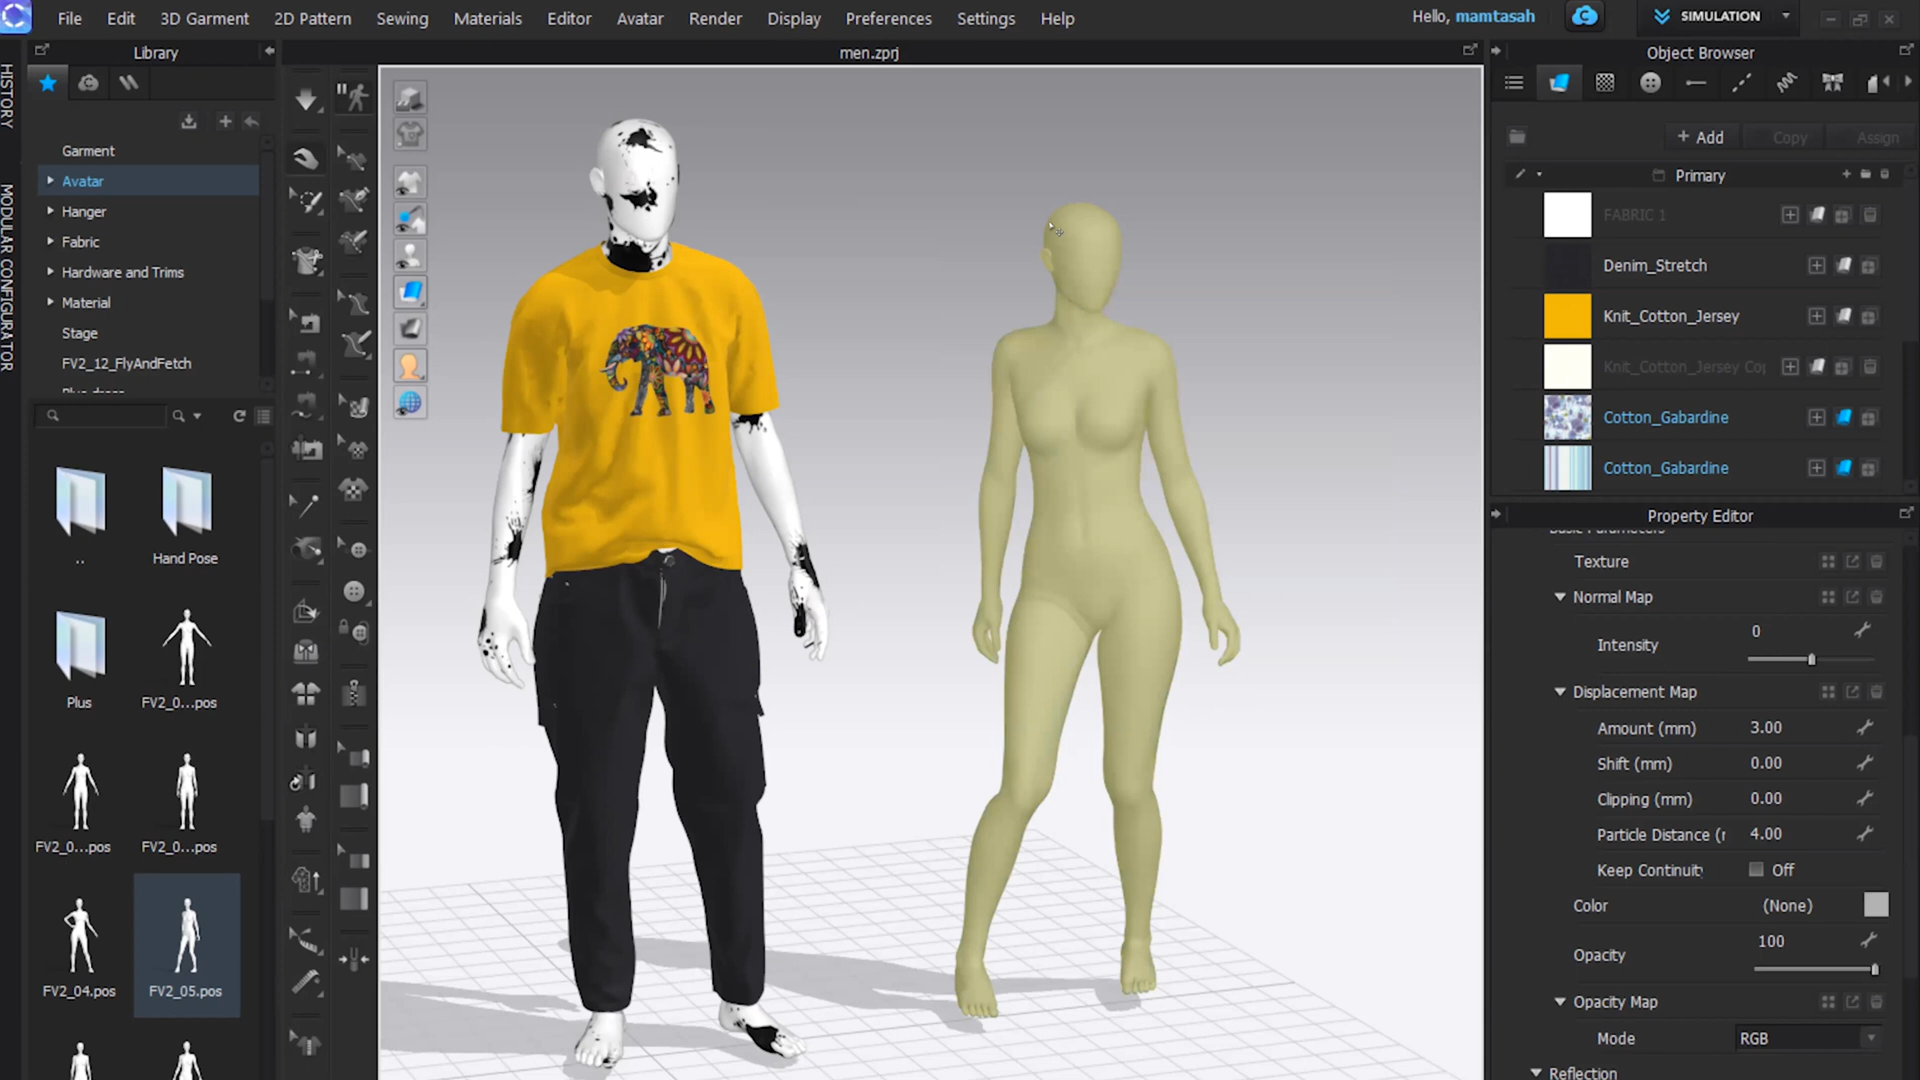 File Edit 3D Garment 2D Pattern Sewing Materials Editor Avatar Render Display Preferences Settings Help
Hello, mamtasah
SIMULATION
HISTORY
MODULAR CONFIGURATOR
Library
Garment
Avatar
Hanger
Fabric
Hardware and Trims
Material
Stage
FV2_12_FlyAndFetch
..
Hand Pose
Plus
FV2_0...pos
FV2_0...pos
FV2_0...pos
FV2_04.pos
FV2_05.pos
men.zprj
Object Browser
+ Add Copy Assign
Primary
FABRIC 1
Denim_Stretch
Knit_Cotton_Jersey
Knit_Cotton_Jersey Co
Cotton_Gabardine
Cotton_Gabardine
Property Editor
Basic Parameters
Texture
Normal Map
Intensity 0
Displacement Map
Amount (mm) 3.00
Shift (mm) 0.00
Clipping (mm) 0.00
Particle Distance (r 4.00
Keep Continuit Off
Color (None)
Opacity 100
Opacity Map
Mode RGB
Reflection